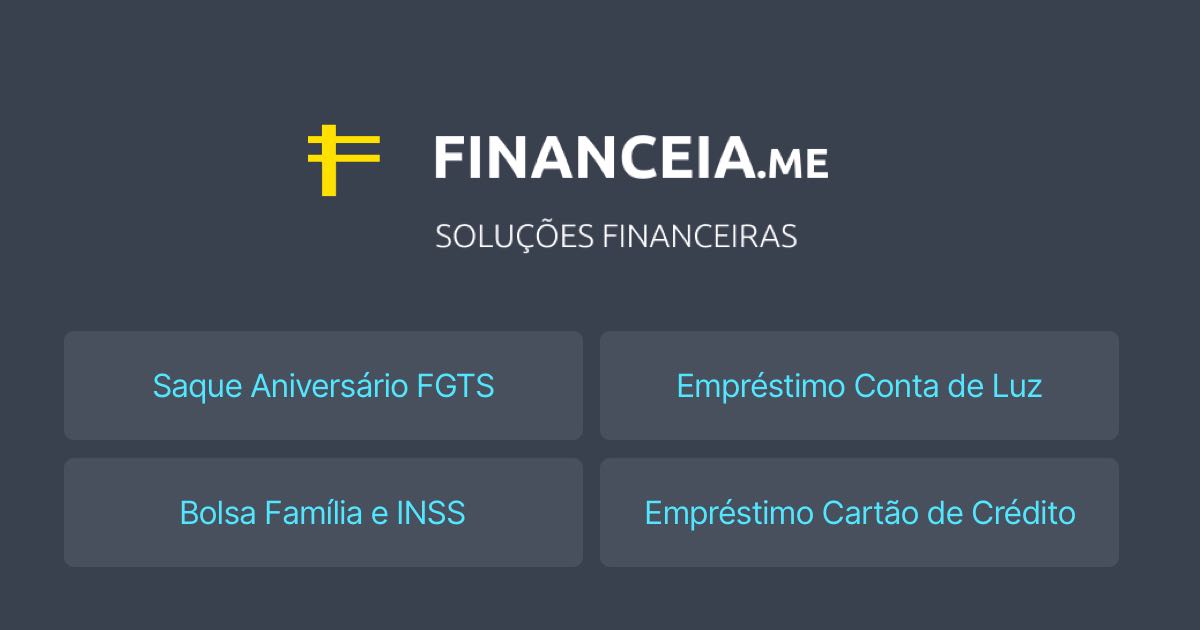 FINANCEIA.ME
SOLUÇÕES FINANCEIRAS
Saque Aniversário FGTS
Empréstimo Conta de Luz
Bolsa Família e INSS
Empréstimo Cartão de Crédito